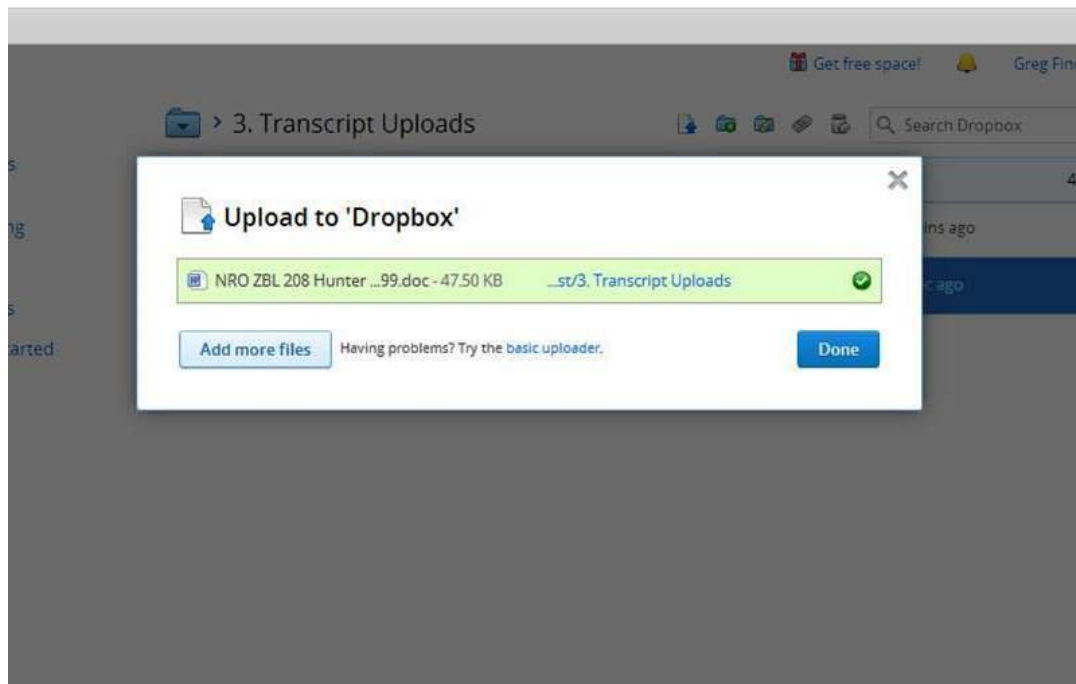 Get free space! Greg Fin
> 3. Transcript Uploads Search Dropbox
s
4
Upload to 'Dropbox'
ng ins ago
NRO ZBL 208 Hunter ...99.doc - 47.50 KB ...st/3. Transcript Uploads
c ago
s
Add more files Having problems? Try the basic uploader. Done
arted